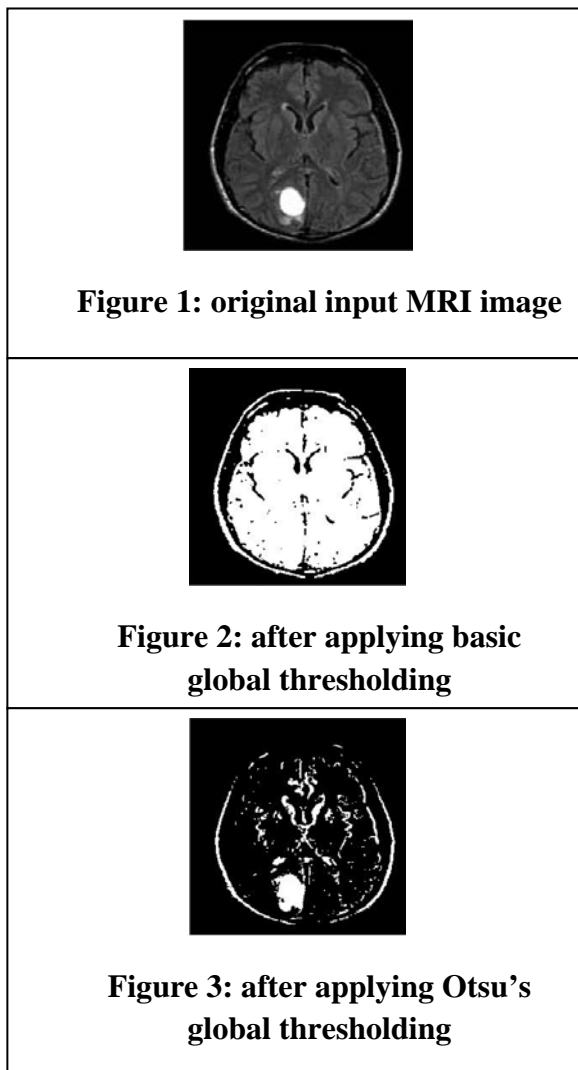 Figure 1: original input MRI image
Figure 2: after applying basic
global thresholding
Figure 3: after applying Otsu's
global thresholding